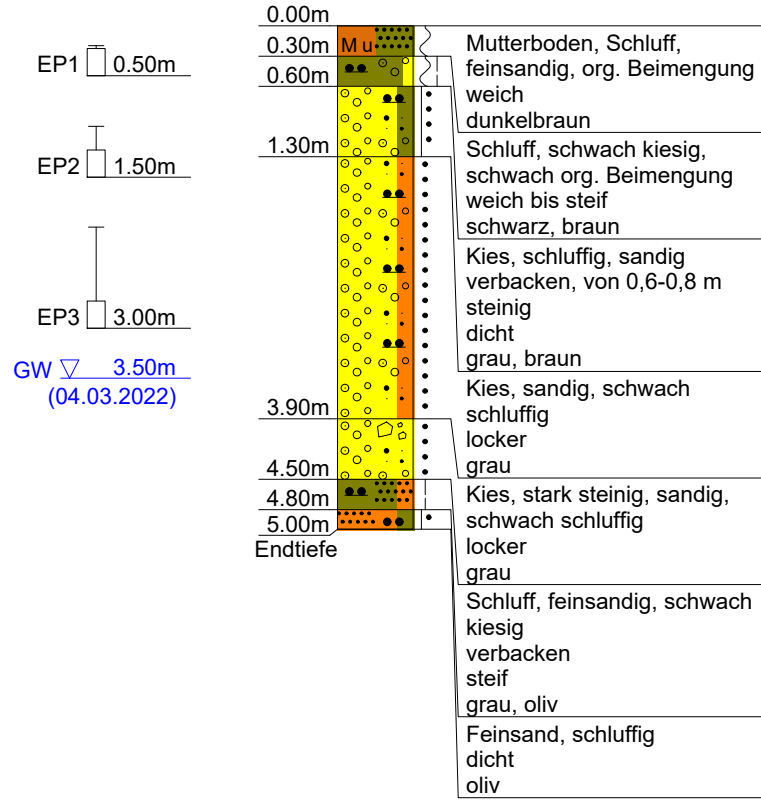 EP1 0.50m
EP2 1.50m
EP3 3.00m
GW 3.50m
(04.03.2022)
0.00m
0.30m
0.60m
1.30m
3.90m
4.50m
4.80m
5.00m
Endtiefe
Mu
Mutterboden, Schluff,
feinsandig, org. Beimengung
weich
dunkelbraun
Schluff, schwach kiesig,
schwach org. Beimengung
weich bis steif
schwarz, braun
Kies, schluffig, sandig
verbacken, von 0,6-0,8 m
steinig
dicht
grau, braun
Kies, sandig, schwach
schluffig
locker
grau
Kies, stark steinig, sandig,
schwach schluffig
locker
grau
Schluff, feinsandig, schwach
kiesig
verbacken
steif
grau, oliv
Feinsand, schluffig
dicht
oliv